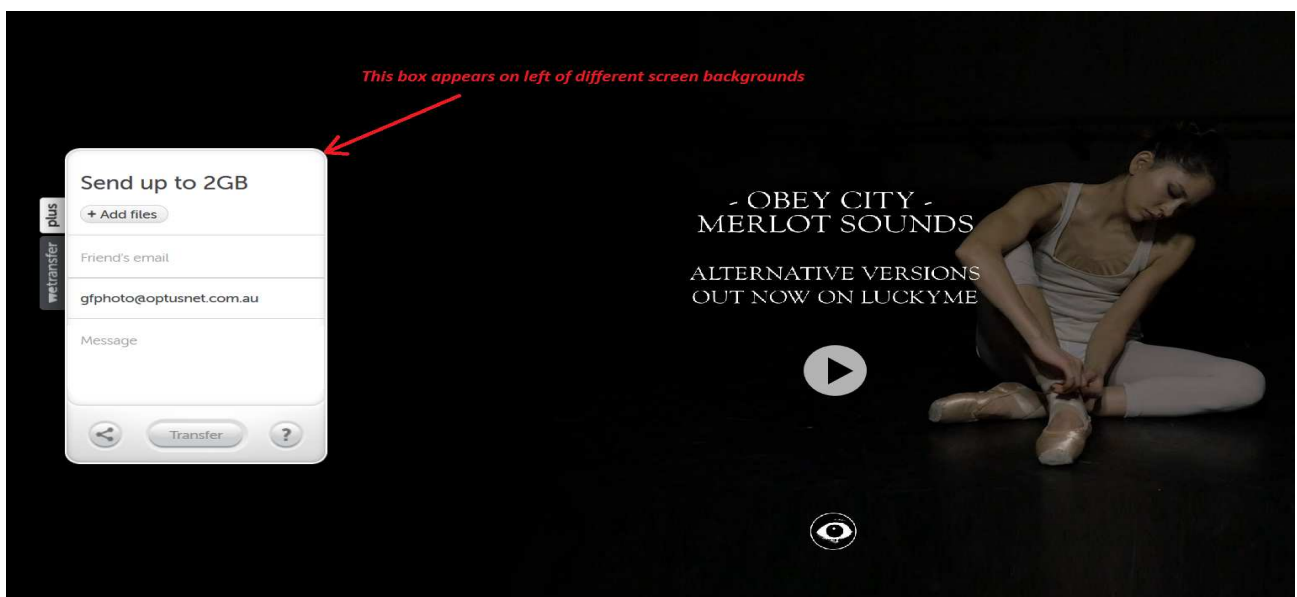 This box appears on left of different screen backgrounds
Send up to 2GB
+ Add files
Friend's email
gfphoto@optusnet.com.au
Message
Transfer
?
plus
wetransfer
- OBEY CITY -
MERLOT SOUNDS
ALTERNATIVE VERSIONS
OUT NOW ON LUCKYME